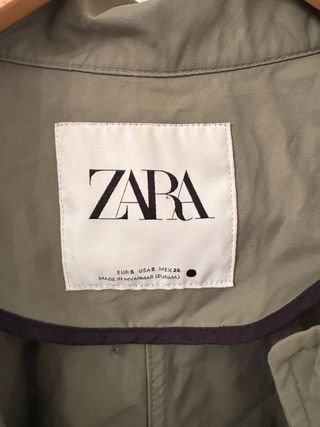 ZARA
EUR S USA S MEX 26
MADE IN MYANMAR (BURMA)